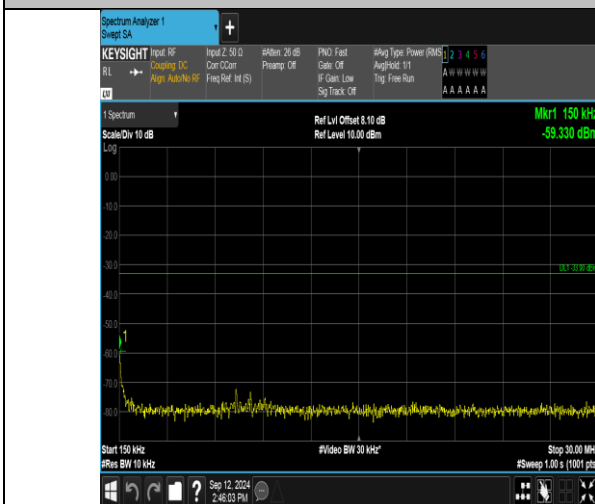 Spectrum Analyzer 1
Swept SA
+
KEYSIGHT
RL
Input: RF
Coupling: DC
Align: Auto/No RF
Input Z: 50 Ω
Corr CCorr
Freq Ref: Int (S)
#Atten: 26 dB
Preamp: Off
PNO: Fast
Gate: Off
IF Gain: Low
Sig Track: Off
#Avg Type: Power (RMS
Avg|Hold: 1/1
Trig: Free Run
1 2 3 4 5 6
A W W W W W
A A A A A A
1 Spectrum
Scale/Div 10 dB
Log
Ref Lvl Offset 8.10 dB
Ref Level 10.00 dBm
Mkr1 150 kHz
-59.330 dBm
0.00
-10.0
-20.0
-30.0
DL1 -33.00 dBm
-40.0
-50.0
1
-60.0
-70.0
-80.0
Start 150 kHz
#Res BW 10 kHz
#Video BW 30 kHz*
Stop 30.00 MH
#Sweep 1.00 s (1001 pts
?
Sep 12, 2024
2:46:03 PM